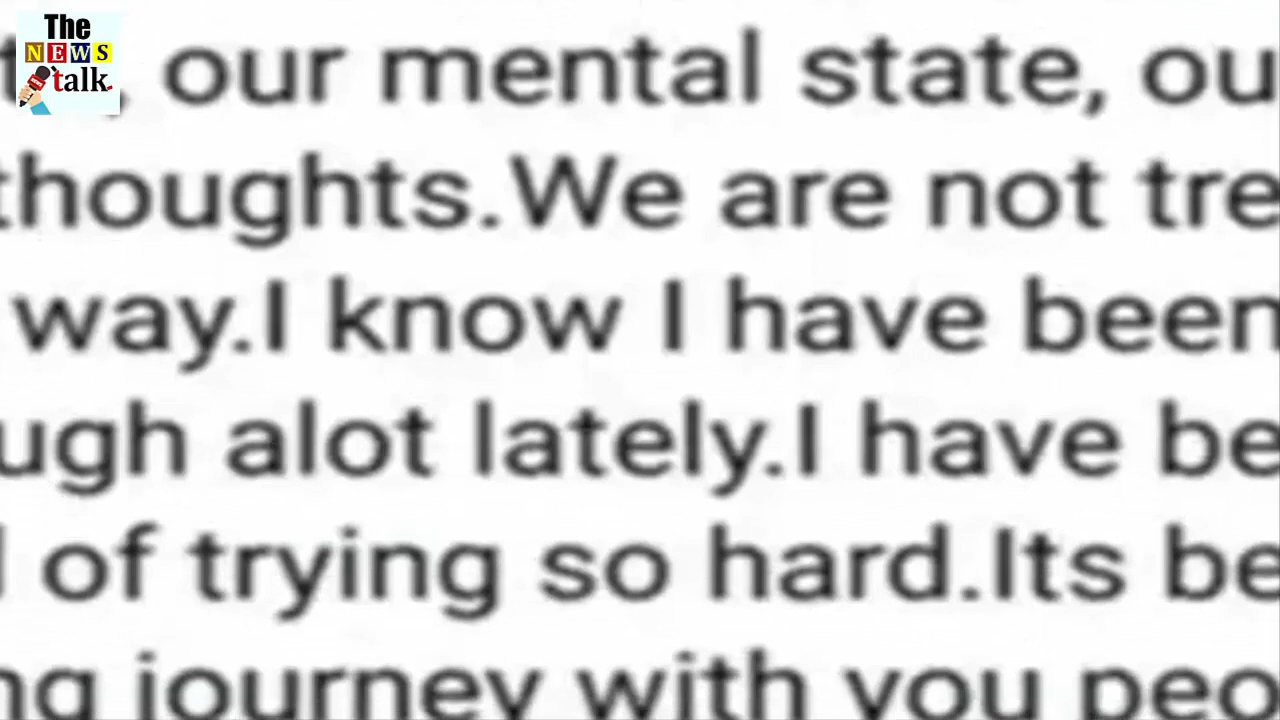 The
NEWS
talk.
, our mental state, ou
thoughts.We are not tre
way.I know I have been
ugh alot lately.I have be
of trying so hard.Its be
ng journey with you peo